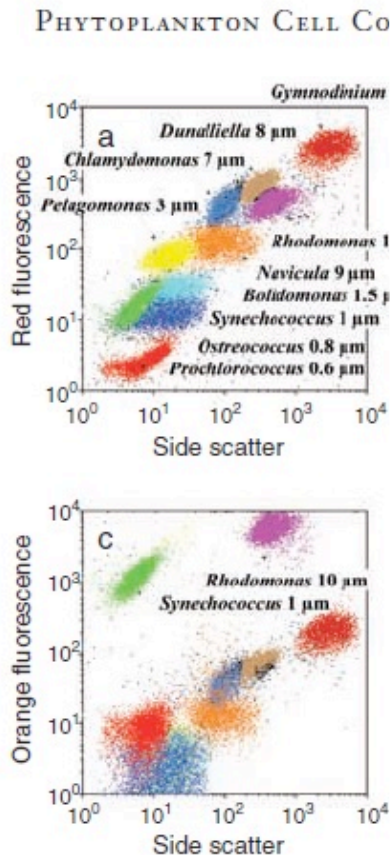 PHYTOPLANKTON CELL CO
Gymnodinium
a
Dunalliella 8 µm
Chlamydomonas 7 µm
Pelagomonas 3 µm
Rhodomonas 1
Nevicula 9 µm
Bolidomonas 1.5 µ
Synechococcus 1 µm
Ostreococcus 0.8 µm
Prochlorococcus 0.6 µm
Red fluorescence
10⁴
10³
10²
10¹
10⁰
10⁰ 10¹ 10² 10³ 10⁴
Side scatter
c
Rhodomonas 10 µm
Synechococcus 1 µm
Orange fluorescence
10⁴
10³
10²
10¹
10⁰
10⁰ 10¹ 10² 10³ 10⁴
Side scatter